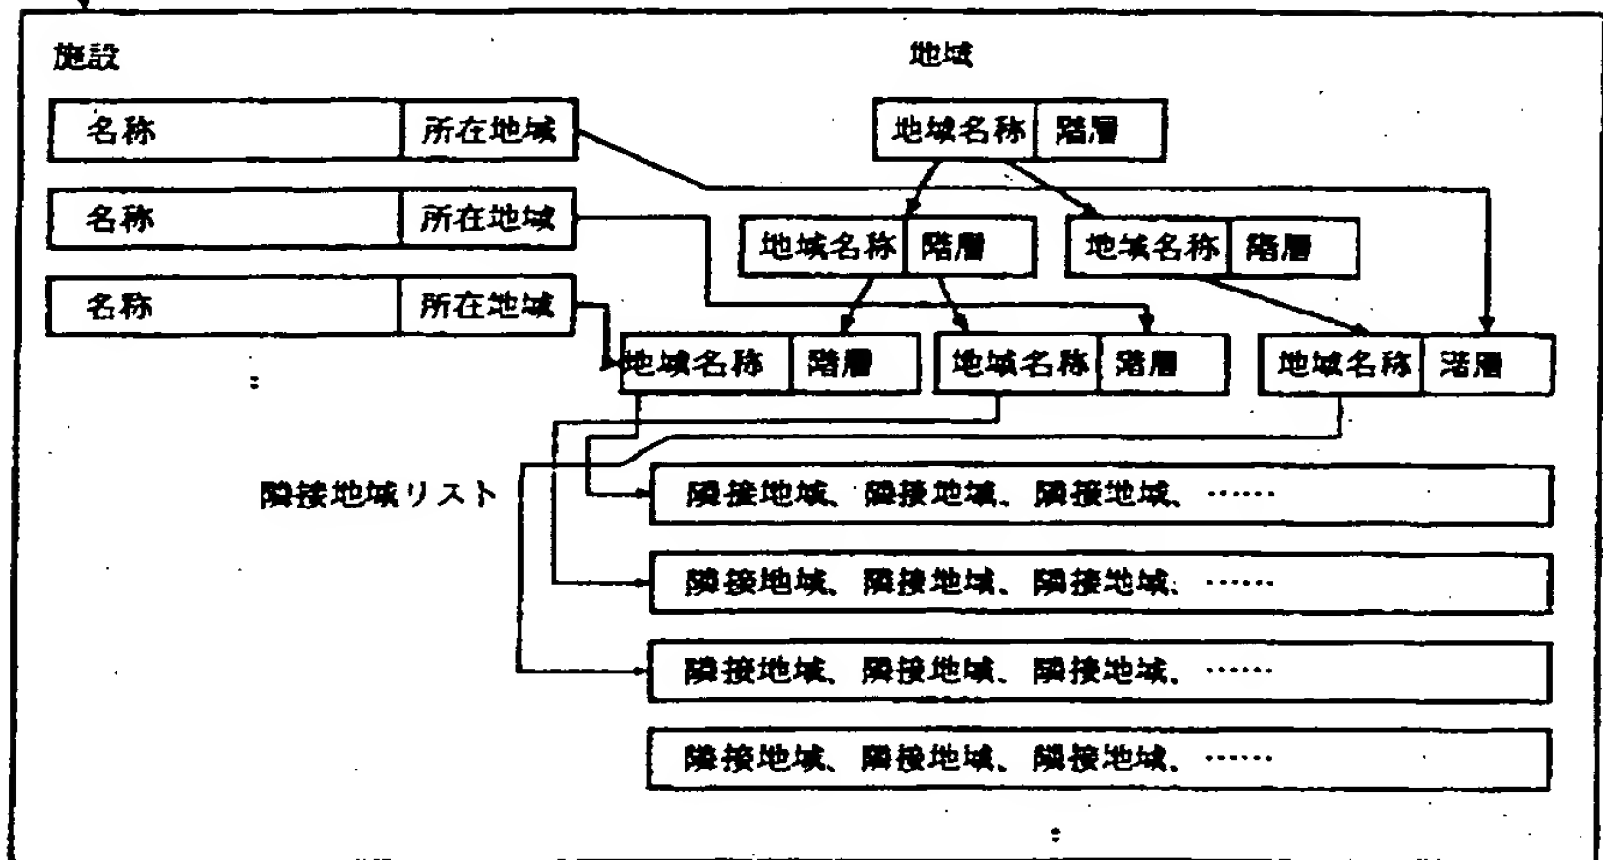 施設 地域
名称 所在地域 地域名称 階層
名称 所在地域
地域名称 階層 地域名称 階層
名称 所在地域
地域名称 階層 地域名称 階層 地域名称 階層
:
隣接地域リスト 隣接地域、隣接地域、隣接地域、……
隣接地域、隣接地域、隣接地域、……
隣接地域、隣接地域、隣接地域、……
隣接地域、隣接地域、隣接地域、……
: